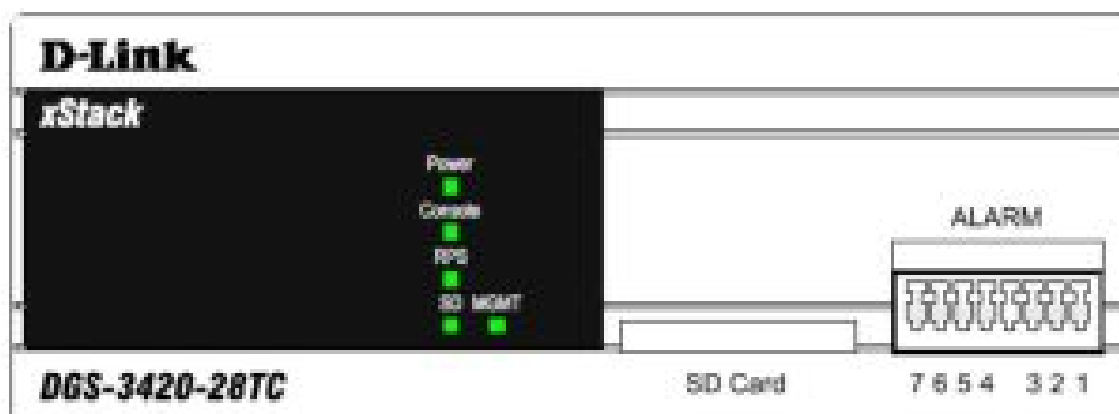 D-Link
xStack
Power
Console
RPS
SD MGMT
ALARM
DGS-3420-28TC
SD Card
7 6 5 4 3 2 1